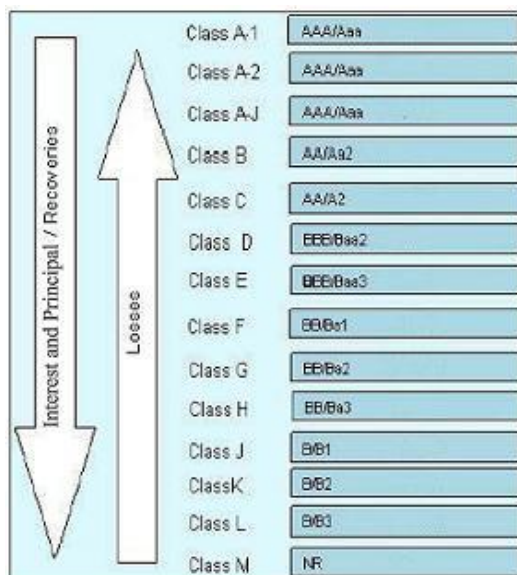 Interest and Principal / Recoveries
Losses
Class A-1 AAA/Aaa
Class A-2 AAA/Aaa
Class A-J AAA/Aaa
Class B AA/Aa2
Class C AA/A2
Class D BBB/Baa2
Class E BBB/Baa3
Class F BB/Ba1
Class G BB/Ba2
Class H BB/Ba3
Class J B/B1
ClassK B/B2
Class L B/B3
Class M NR